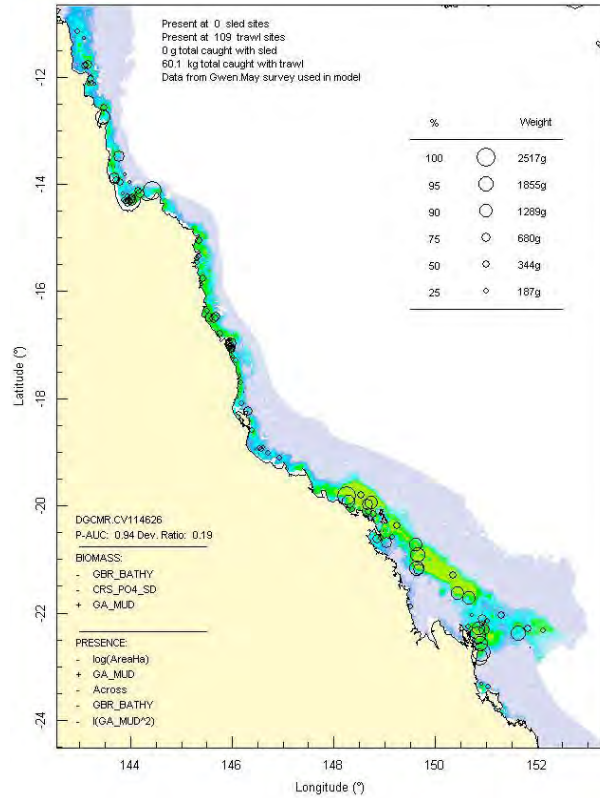 Present at 0 sled sites
Present at 109 trawl sites
0 g total caught with sled
60.1 kg total caught with trawl
Data from Gwen May survey used in model
% Weight
100 2517g
95 1855g
90 1289g
75 680g
50 344g
25 187g
-12
-14
-16
-18
-20
-22
-24
Latitude (°)
DGCMR.CV114626
P-AUC: 0.94 Dev. Ratio: 0.19
BIOMASS:
- GBR_BATHY
- CRS_PO4_SD
+ GA_MUD
PRESENCE:
- log(AreaHa)
+ GA_MUD
- Across
- GBR_BATHY
- I(GA_MUD^2)
144 146 148 150 152
Longitude (°)